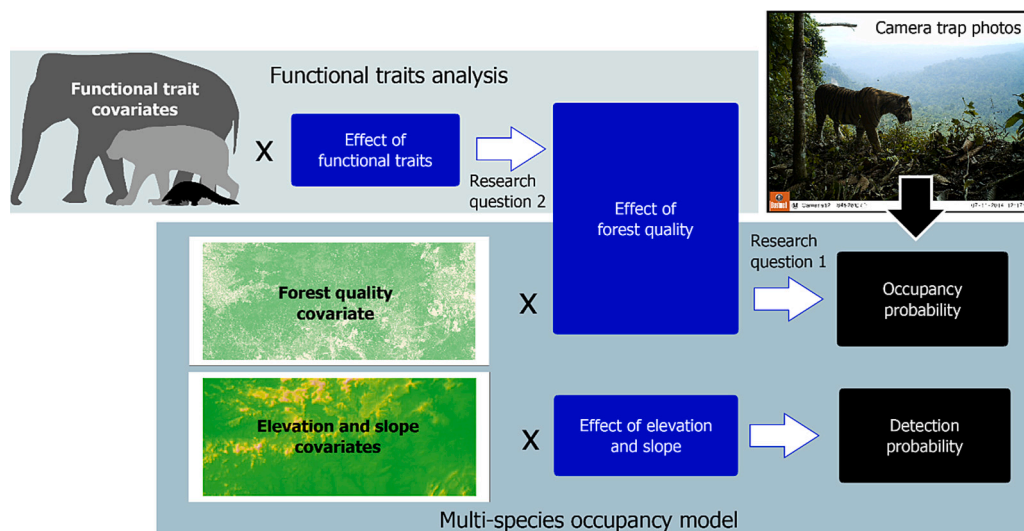 Camera trap photos
Functional traits analysis
Functional trait
covariates
X
Effect of
functional traits
Research
question 2
Effect of
forest quality
Research
question 1
Forest quality
covariate
X
Occupancy
probability
Elevation and slope
covariates
X
Effect of elevation
and slope
Detection
probability
Multi-species occupancy model